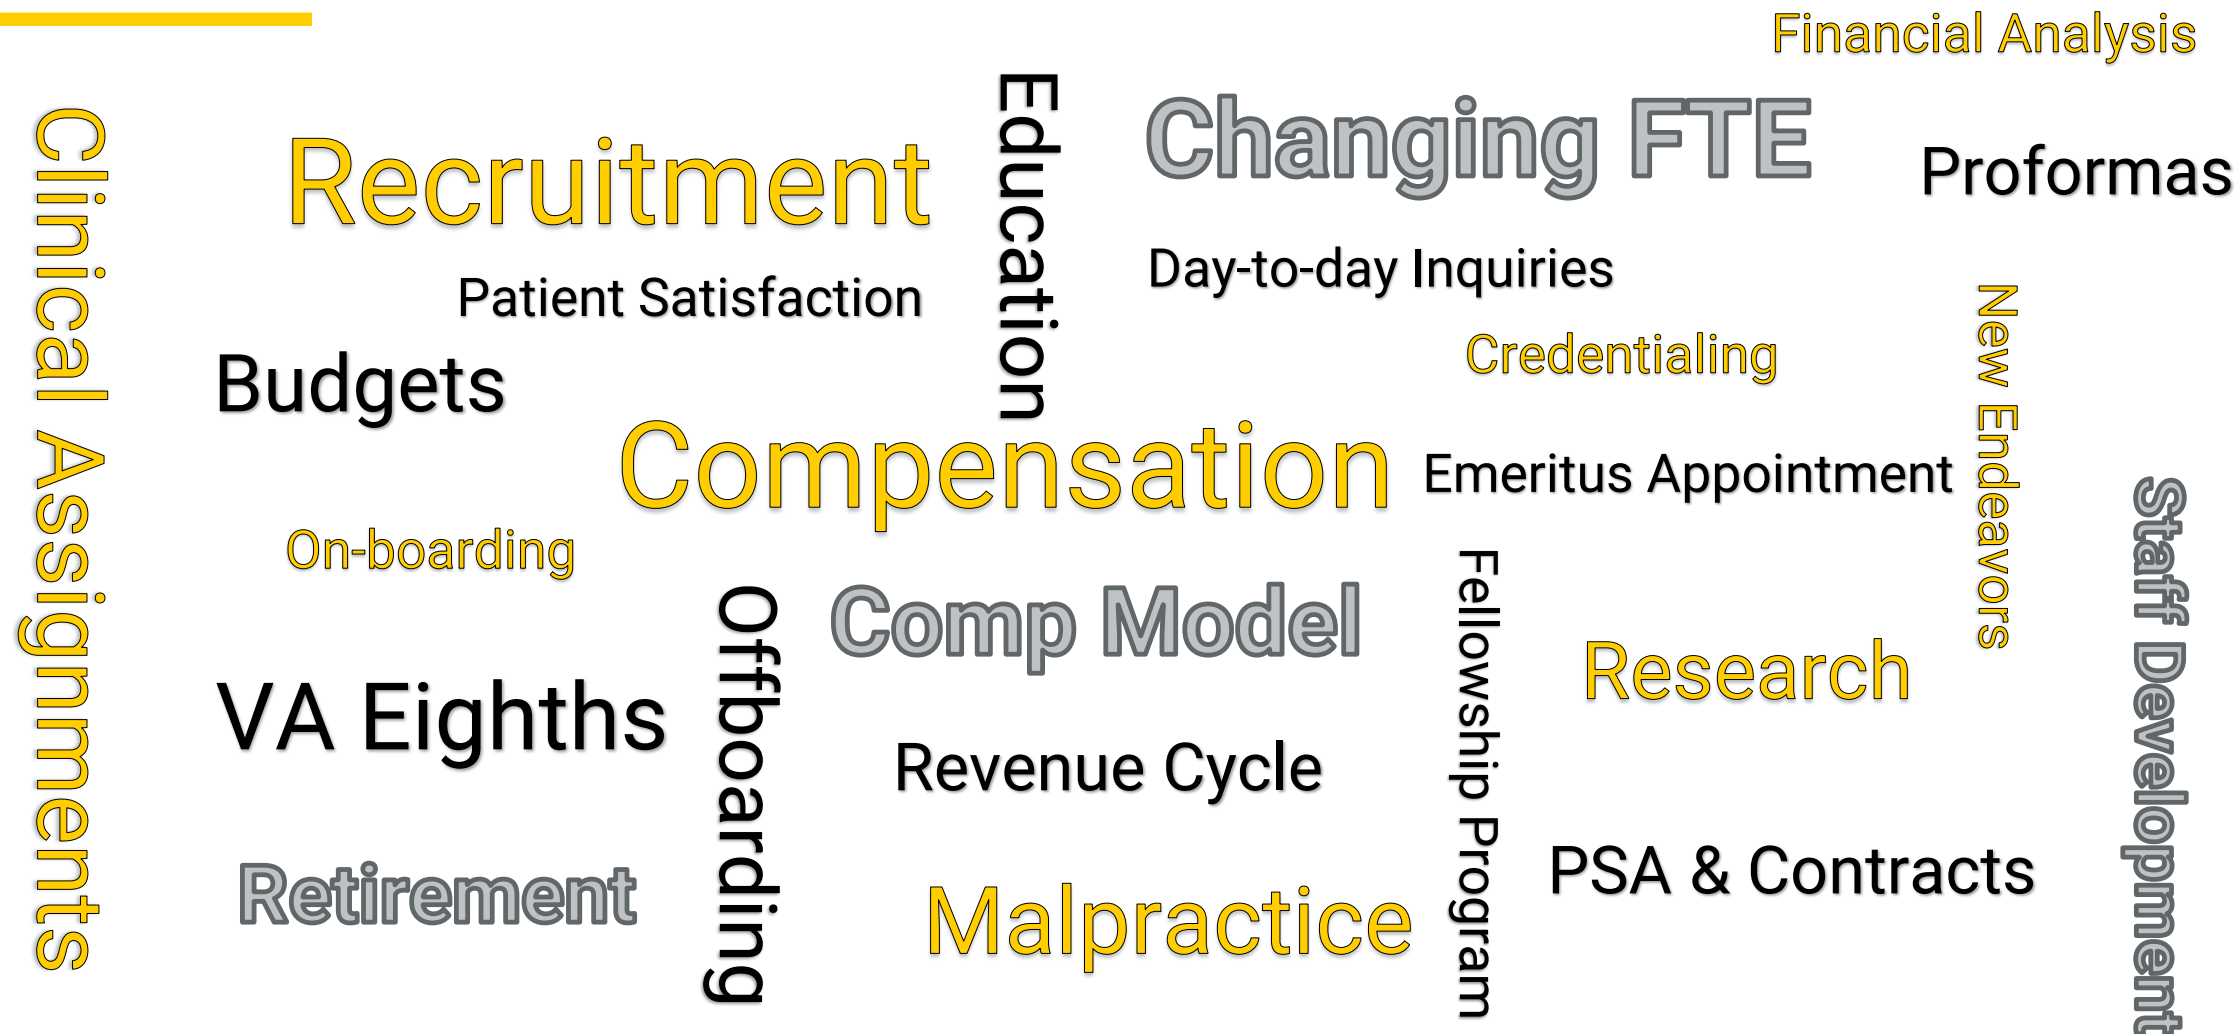 Financial Analysis
Clinical Assignments
Recruitment
Education
Changing FTE
Proformas
Patient Satisfaction
Day-to-day Inquiries
New Endeavors
Budgets
Credentialing
Compensation
Emeritus Appointment
Staff Development
On-boarding
Offboarding
Comp Model
Fellowship Program
Research
VA Eighths
Revenue Cycle
Retirement
Malpractice
PSA & Contracts